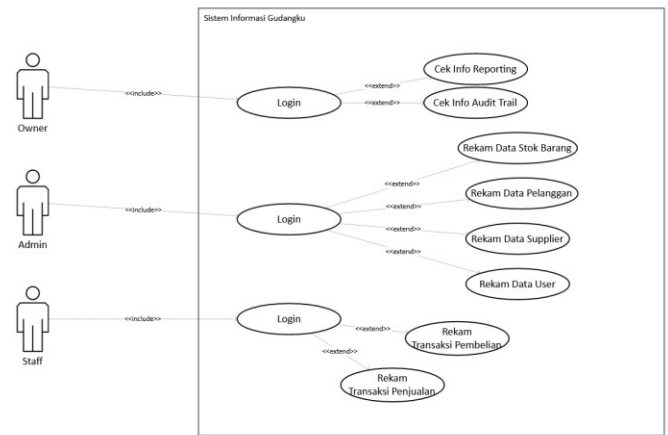 Sistem Informasi Gudangku
Owner
<<include>>
Login
<<extend>>
Cek Info Reporting
<<extend>>
Cek Info Audit Trail
Admin
<<include>>
Login
<<extend>>
Rekam Data Stok Barang
<<extend>>
Rekam Data Pelanggan
<<extend>>
Rekam Data Supplier
<<extend>>
Rekam Data User
Staff
<<include>>
Login
<<extend>>
Rekam
Transaksi Pembelian
<<extend>>
Rekam
Transaksi Penjualan